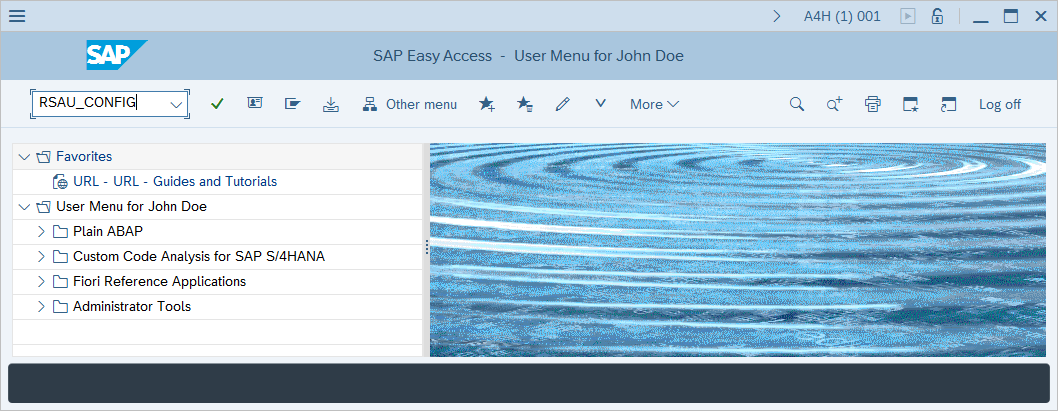 A4H (1) 001
SAP
SAP Easy Access - User Menu for John Doe
RSAU_CONFIG
Other menu
More
Log off
Favorites
URL - URL - Guides and Tutorials
User Menu for John Doe
Plain ABAP
Custom Code Analysis for SAP S/4HANA
Fiori Reference Applications
Administrator Tools